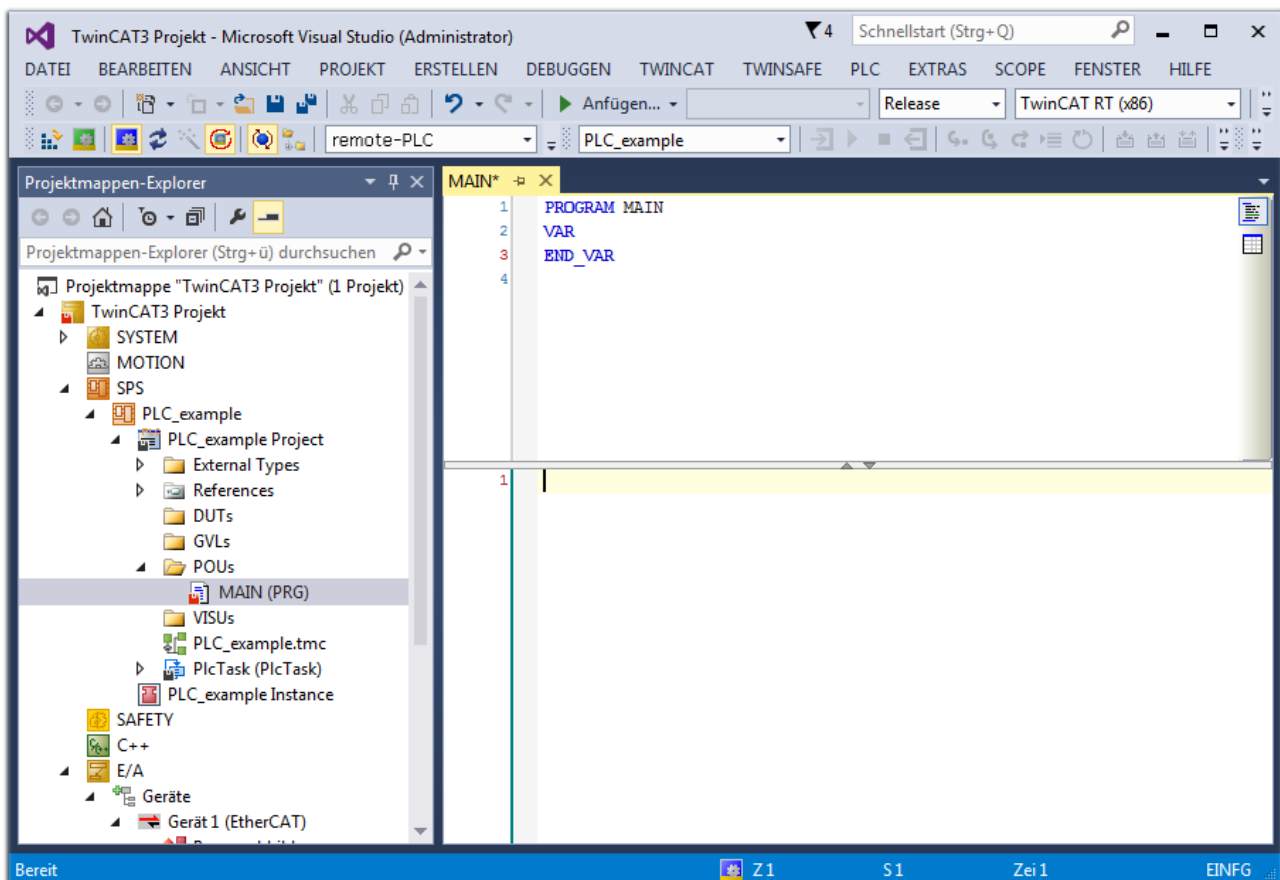 TwinCAT3 Projekt - Microsoft Visual Studio (Administrator) 4 Schnellstart (Strg+Q)
DATEI BEARBEITEN ANSICHT PROJEKT ERSTELLEN DEBUGGEN TWINCAT TWINSAFE PLC EXTRAS SCOPE FENSTER HILFE
Anfügen... Release TwinCAT RT (x86)
remote-PLC PLC_example
Projektmappen-Explorer
Projektmappen-Explorer (Strg+ü) durchsuchen
Projektmappe "TwinCAT3 Projekt" (1 Projekt)
TwinCAT3 Projekt
SYSTEM
MOTION
SPS
PLC_example
PLC_example Project
External Types
References
DUTs
GVLs
POUs
MAIN (PRG)
VISUs
PLC_example.tmc
PlcTask (PlcTask)
PLC_example Instance
SAFETY
C++
E/A
Geräte
Gerät 1 (EtherCAT)
MAIN*
1 PROGRAM MAIN
2 VAR
3 END_VAR
4
1
Bereit Z 1 S 1 Zei 1 EINFG